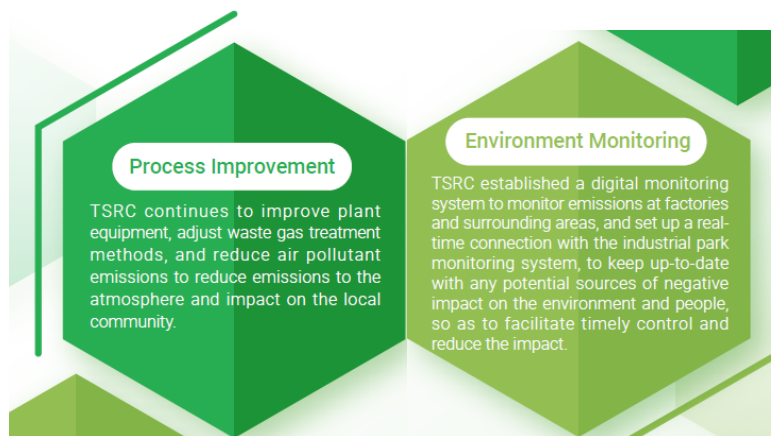 Process Improvement
TSRC continues to improve plant
equipment, adjust waste gas treatment
methods, and reduce air pollutant
emissions to reduce emissions to the
atmosphere and impact on the local
community.
Environment Monitoring
TSRC established a digital monitoring
system to monitor emissions at factories
and surrounding areas, and set up a real-
time connection with the industrial park
monitoring system, to keep up-to-date
with any potential sources of negative
impact on the environment and people,
so as to facilitate timely control and
reduce the impact.